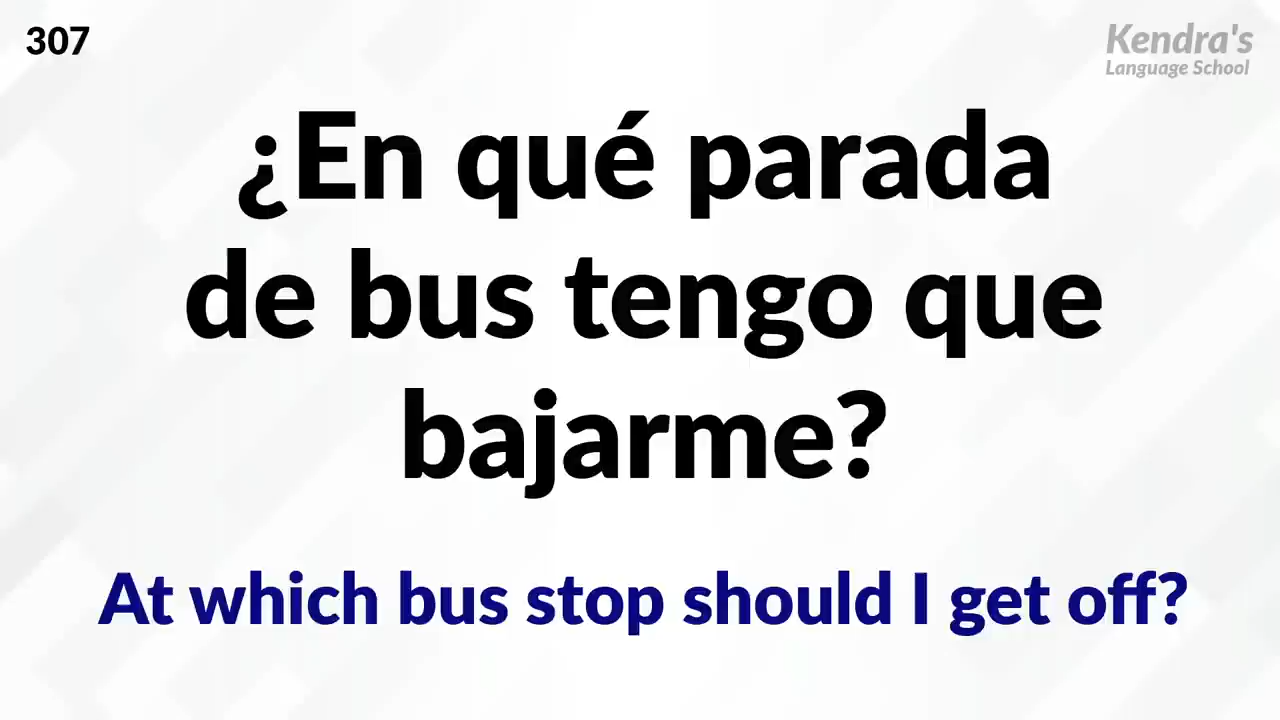 307
Kendra's
Language School
¿En qué parada
de bus tengo que
bajarme?
At which bus stop should I get off?